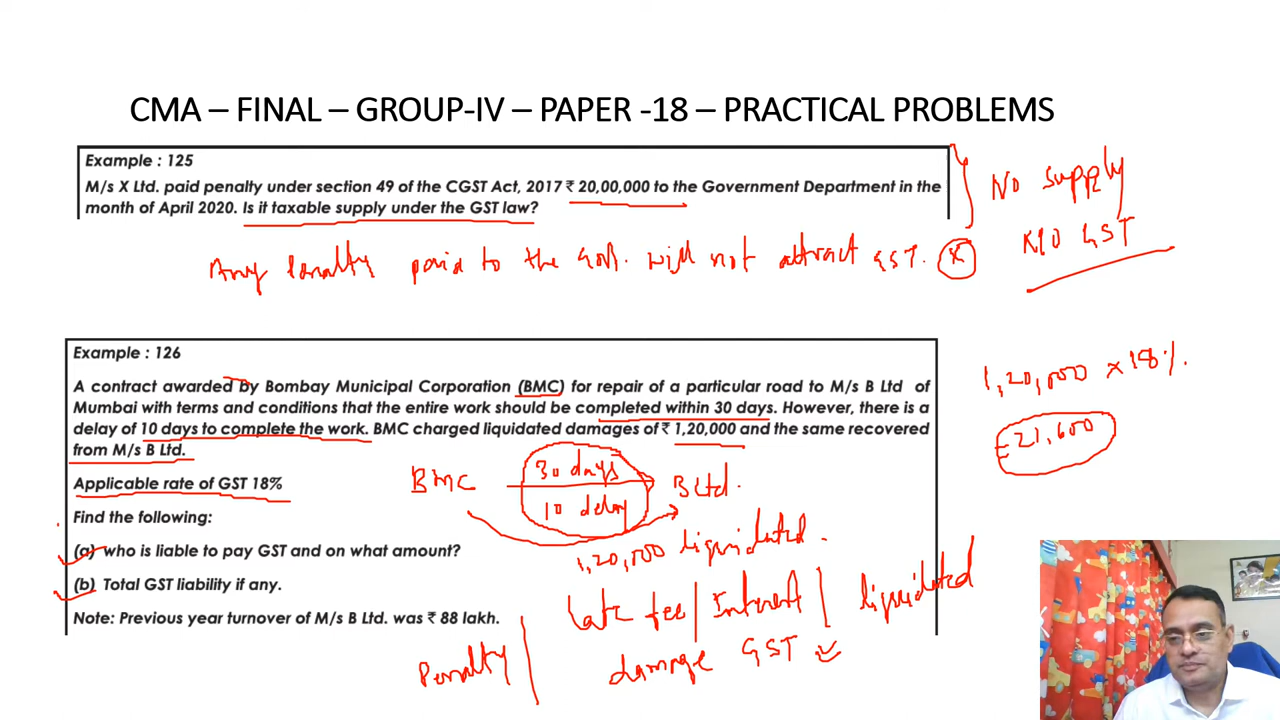 CMA – FINAL – GROUP-IV – PAPER -18 – PRACTICAL PROBLEMS
Example : 125
M/s X Ltd. paid penalty under section 49 of the CGST Act, 2017 ₹ 20,00,000 to the Government Department in the
month of April 2020. Is it taxable supply under the GST law?
No supply
No GST
Any penalty paid to the Govt. will not attract GST.
Example : 126
A contract awarded by Bombay Municipal Corporation (BMC) for repair of a particular road to M/s B Ltd of
Mumbai with terms and conditions that the entire work should be completed within 30 days. However, there is a
delay of 10 days to complete the work. BMC charged liquidated damages of ₹ 1,20,000 and the same recovered
from M/s B Ltd.
1,20,000 x 18%.
= 21,600
Applicable rate of GST 18%
BMC 30 days B Ltd.
10 delay
Find the following:
(a) who is liable to pay GST and on what amount?
1,20,000 liquidated.
(b) Total GST liability if any.
Late fee | Interest | liquidated
Note: Previous year turnover of M/s B Ltd. was ₹ 88 lakh.
Penalty | damage GST